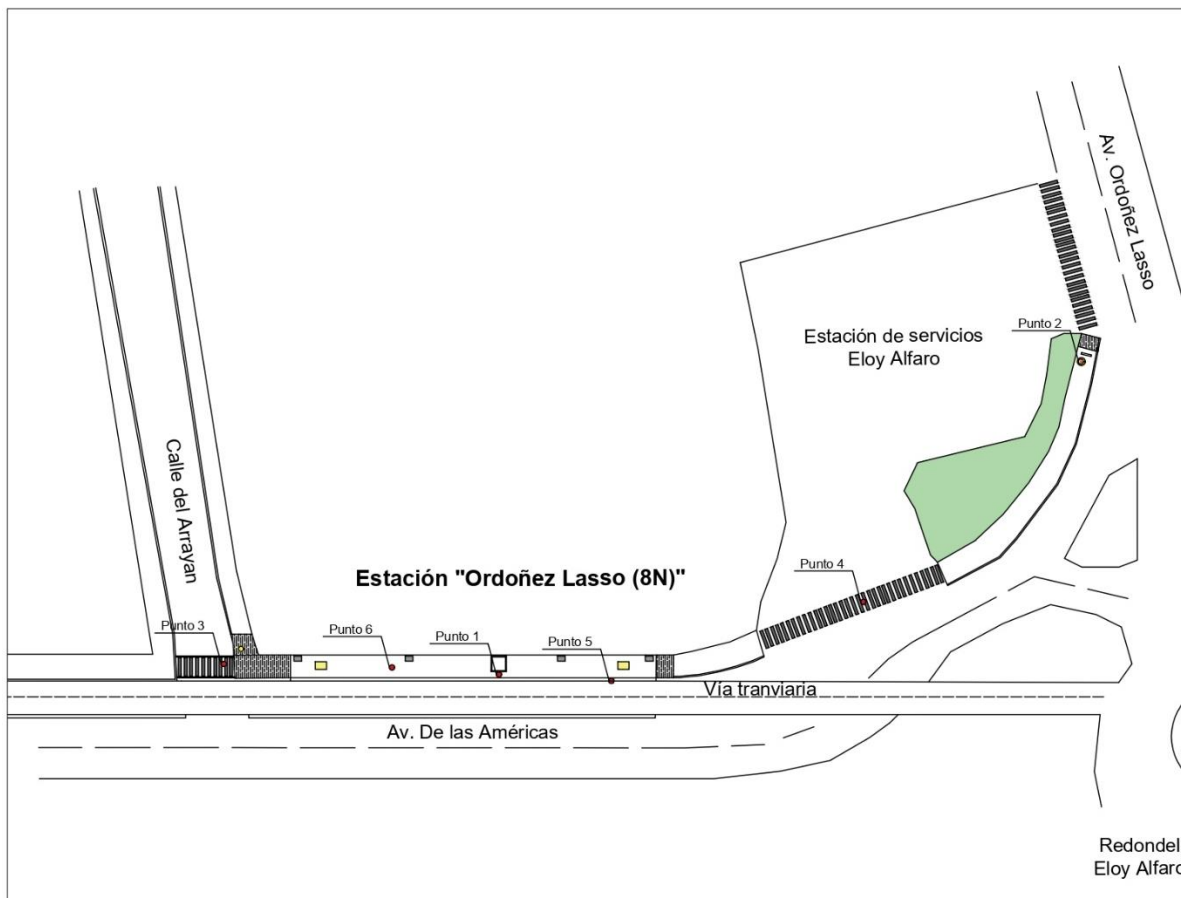 Av. Ordoñez Lasso
Punto 2
Estación de servicios
Eloy Alfaro
Calle del Arrayan
Estación "Ordoñez Lasso (8N)"
Punto 4
Punto 3
Punto 6
Punto 1
Punto 5
Vía tranviaria
Av. De las Américas
Redondel
Eloy Alfaro